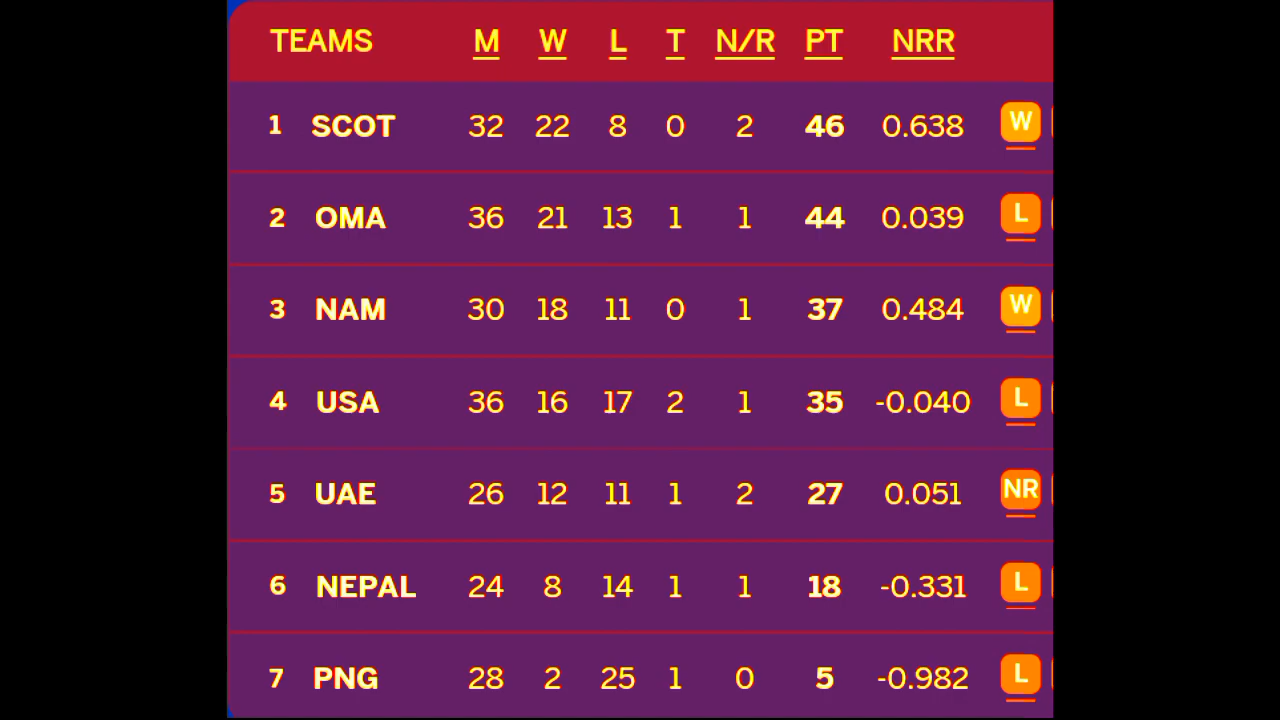 TEAMS M W L T N/R PT NRR
1 SCOT 32 22 8 0 2 46 0.638 W
2 OMA 36 21 13 1 1 44 0.039 L
3 NAM 30 18 11 0 1 37 0.484 W
4 USA 36 16 17 2 1 35 -0.040 L
5 UAE 26 12 11 1 2 27 0.051 NR
6 NEPAL 24 8 14 1 1 18 -0.331 L
7 PNG 28 2 25 1 0 5 -0.982 L